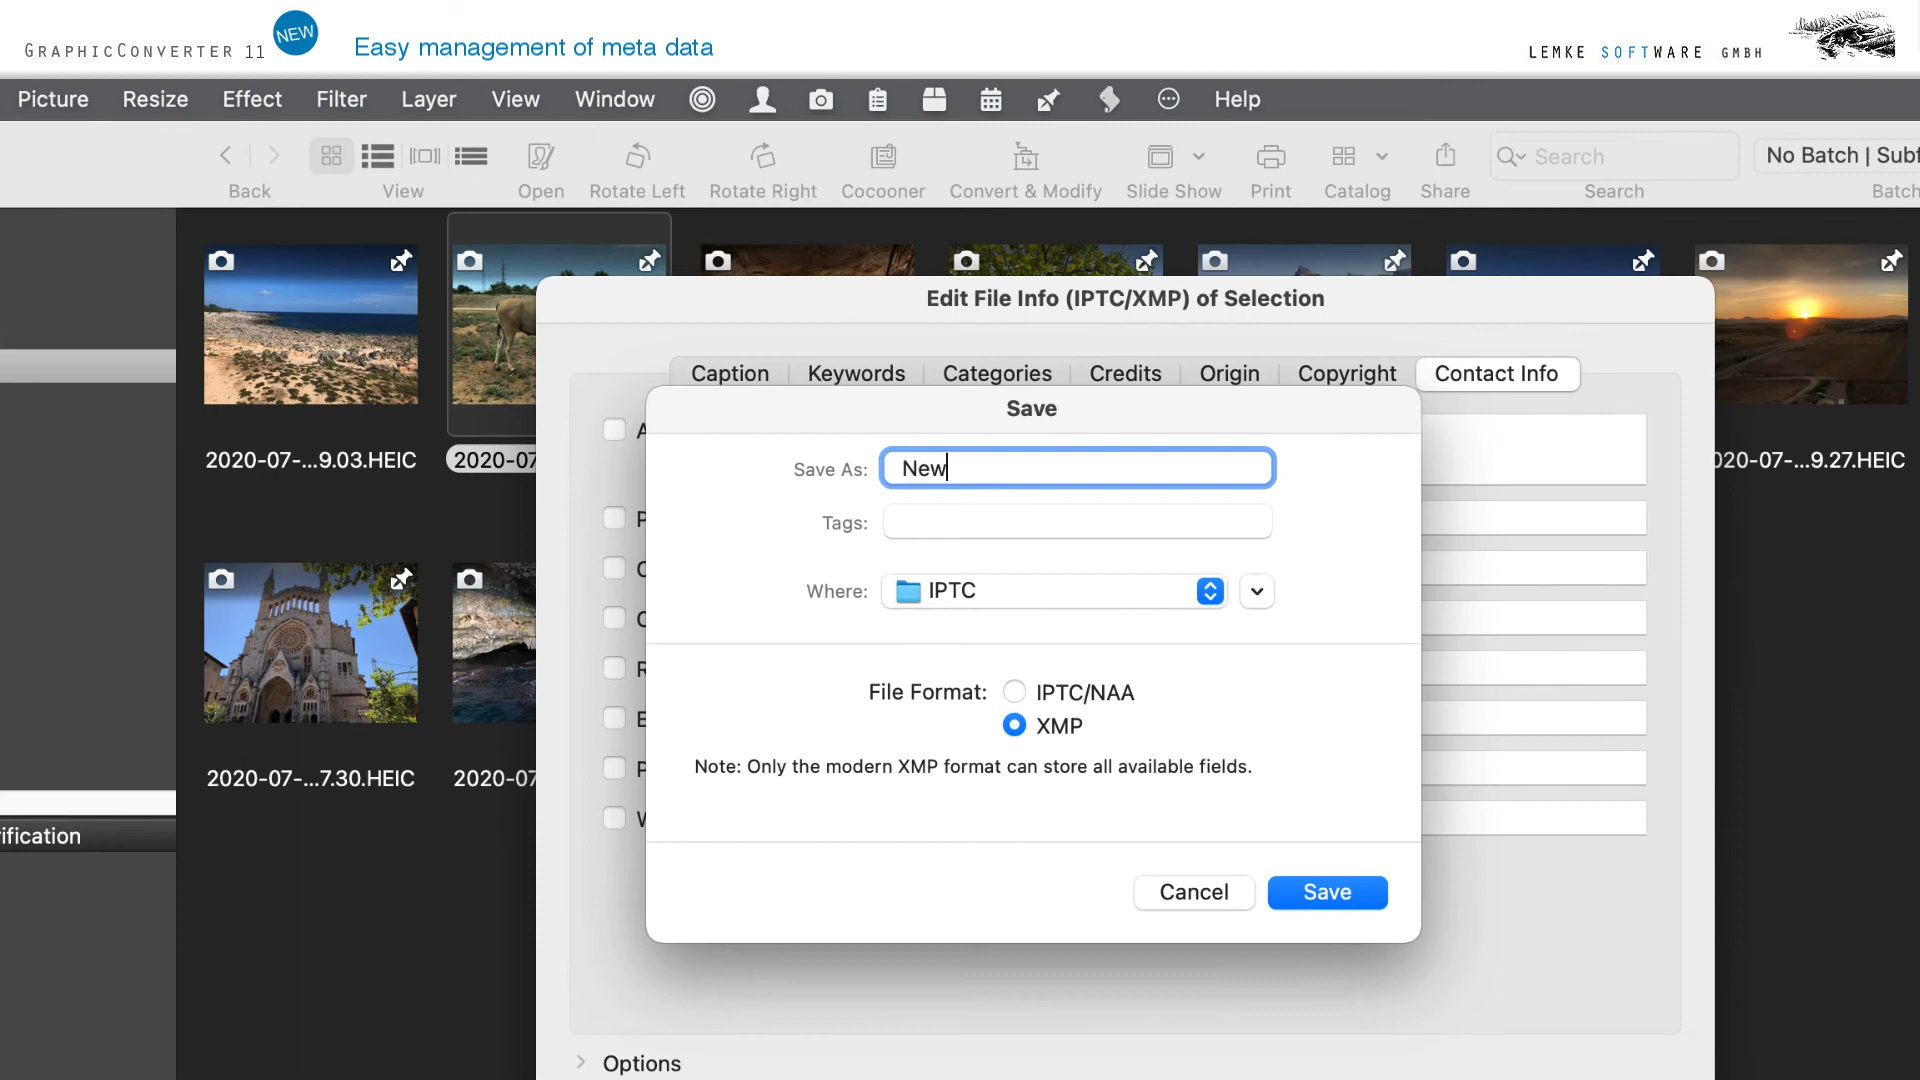 GRAPHICCONVERTER 11
NEW
Easy management of meta data
LEMKE SOFTWARE GMBH
Picture Resize Effect Filter Layer View Window Help
Search No Batch | Subf
Back View Open Rotate Left Rotate Right Cocooner Convert & Modify Slide Show Print Catalog Share Search Batch
Edit File Info (IPTC/XMP) of Selection
Caption Keywords Categories Credits Origin Copyright Contact Info
Save
Save As: New
Tags:
Where: IPTC
File Format: IPTC/NAA
XMP
Note: Only the modern XMP format can store all available fields.
Cancel Save
Options
2020-07-...9.03.HEIC 2020-07 020-07-...9.27.HEIC
2020-07-...7.30.HEIC 2020-07
ification